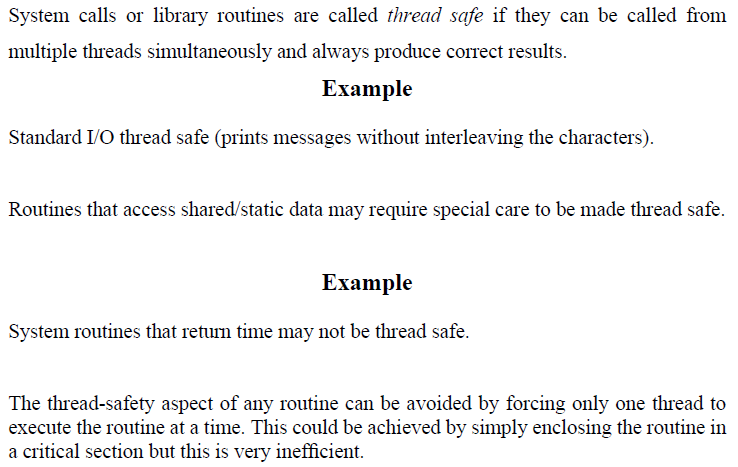 System calls or library routines are called thread safe if they can be called from
multiple threads simultaneously and always produce correct results.
Example
Standard I/O thread safe (prints messages without interleaving the characters).
Routines that access shared/static data may require special care to be made thread safe.
Example
System routines that return time may not be thread safe.
The thread-safety aspect of any routine can be avoided by forcing only one thread to
execute the routine at a time. This could be achieved by simply enclosing the routine in
a critical section but this is very inefficient.